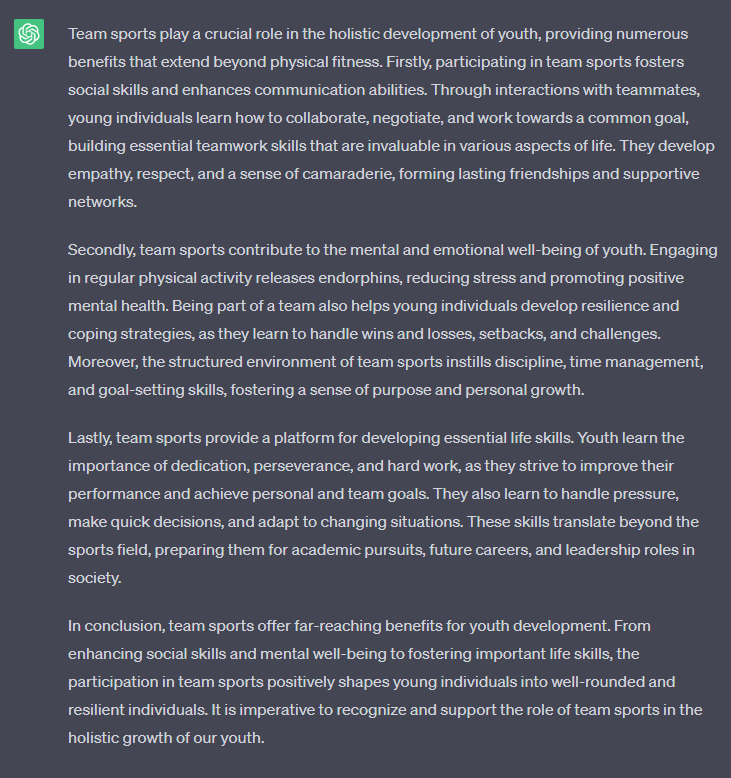 Team sports play a crucial role in the holistic development of youth, providing numerous
benefits that extend beyond physical fitness. Firstly, participating in team sports fosters
social skills and enhances communication abilities. Through interactions with teammates,
young individuals learn how to collaborate, negotiate, and work towards a common goal,
building essential teamwork skills that are invaluable in various aspects of life. They develop
empathy, respect, and a sense of camaraderie, forming lasting friendships and supportive
networks.
Secondly, team sports contribute to the mental and emotional well-being of youth. Engaging
in regular physical activity releases endorphins, reducing stress and promoting positive
mental health. Being part of a team also helps young individuals develop resilience and
coping strategies, as they learn to handle wins and losses, setbacks, and challenges.
Moreover, the structured environment of team sports instills discipline, time management,
and goal-setting skills, fostering a sense of purpose and personal growth.
Lastly, team sports provide a platform for developing essential life skills. Youth learn the
importance of dedication, perseverance, and hard work, as they strive to improve their
performance and achieve personal and team goals. They also learn to handle pressure,
make quick decisions, and adapt to changing situations. These skills translate beyond the
sports field, preparing them for academic pursuits, future careers, and leadership roles in
society.
In conclusion, team sports offer far-reaching benefits for youth development. From
enhancing social skills and mental well-being to fostering important life skills, the
participation in team sports positively shapes young individuals into well-rounded and
resilient individuals. It is imperative to recognize and support the role of team sports in the
holistic growth of our youth.